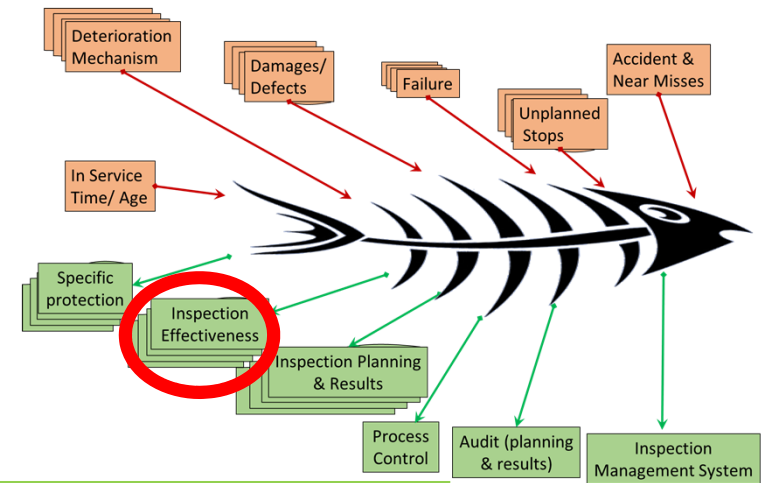 Deterioration
Mechanism
Damages/
Defects
Failure
Unplanned
Stops
Accident &
Near Misses
In Service
Time/ Age
Specific
protection
Inspection
Effectiveness
Inspection Planning
& Results
Process
Control
Audit (planning
& results)
Inspection
Management System